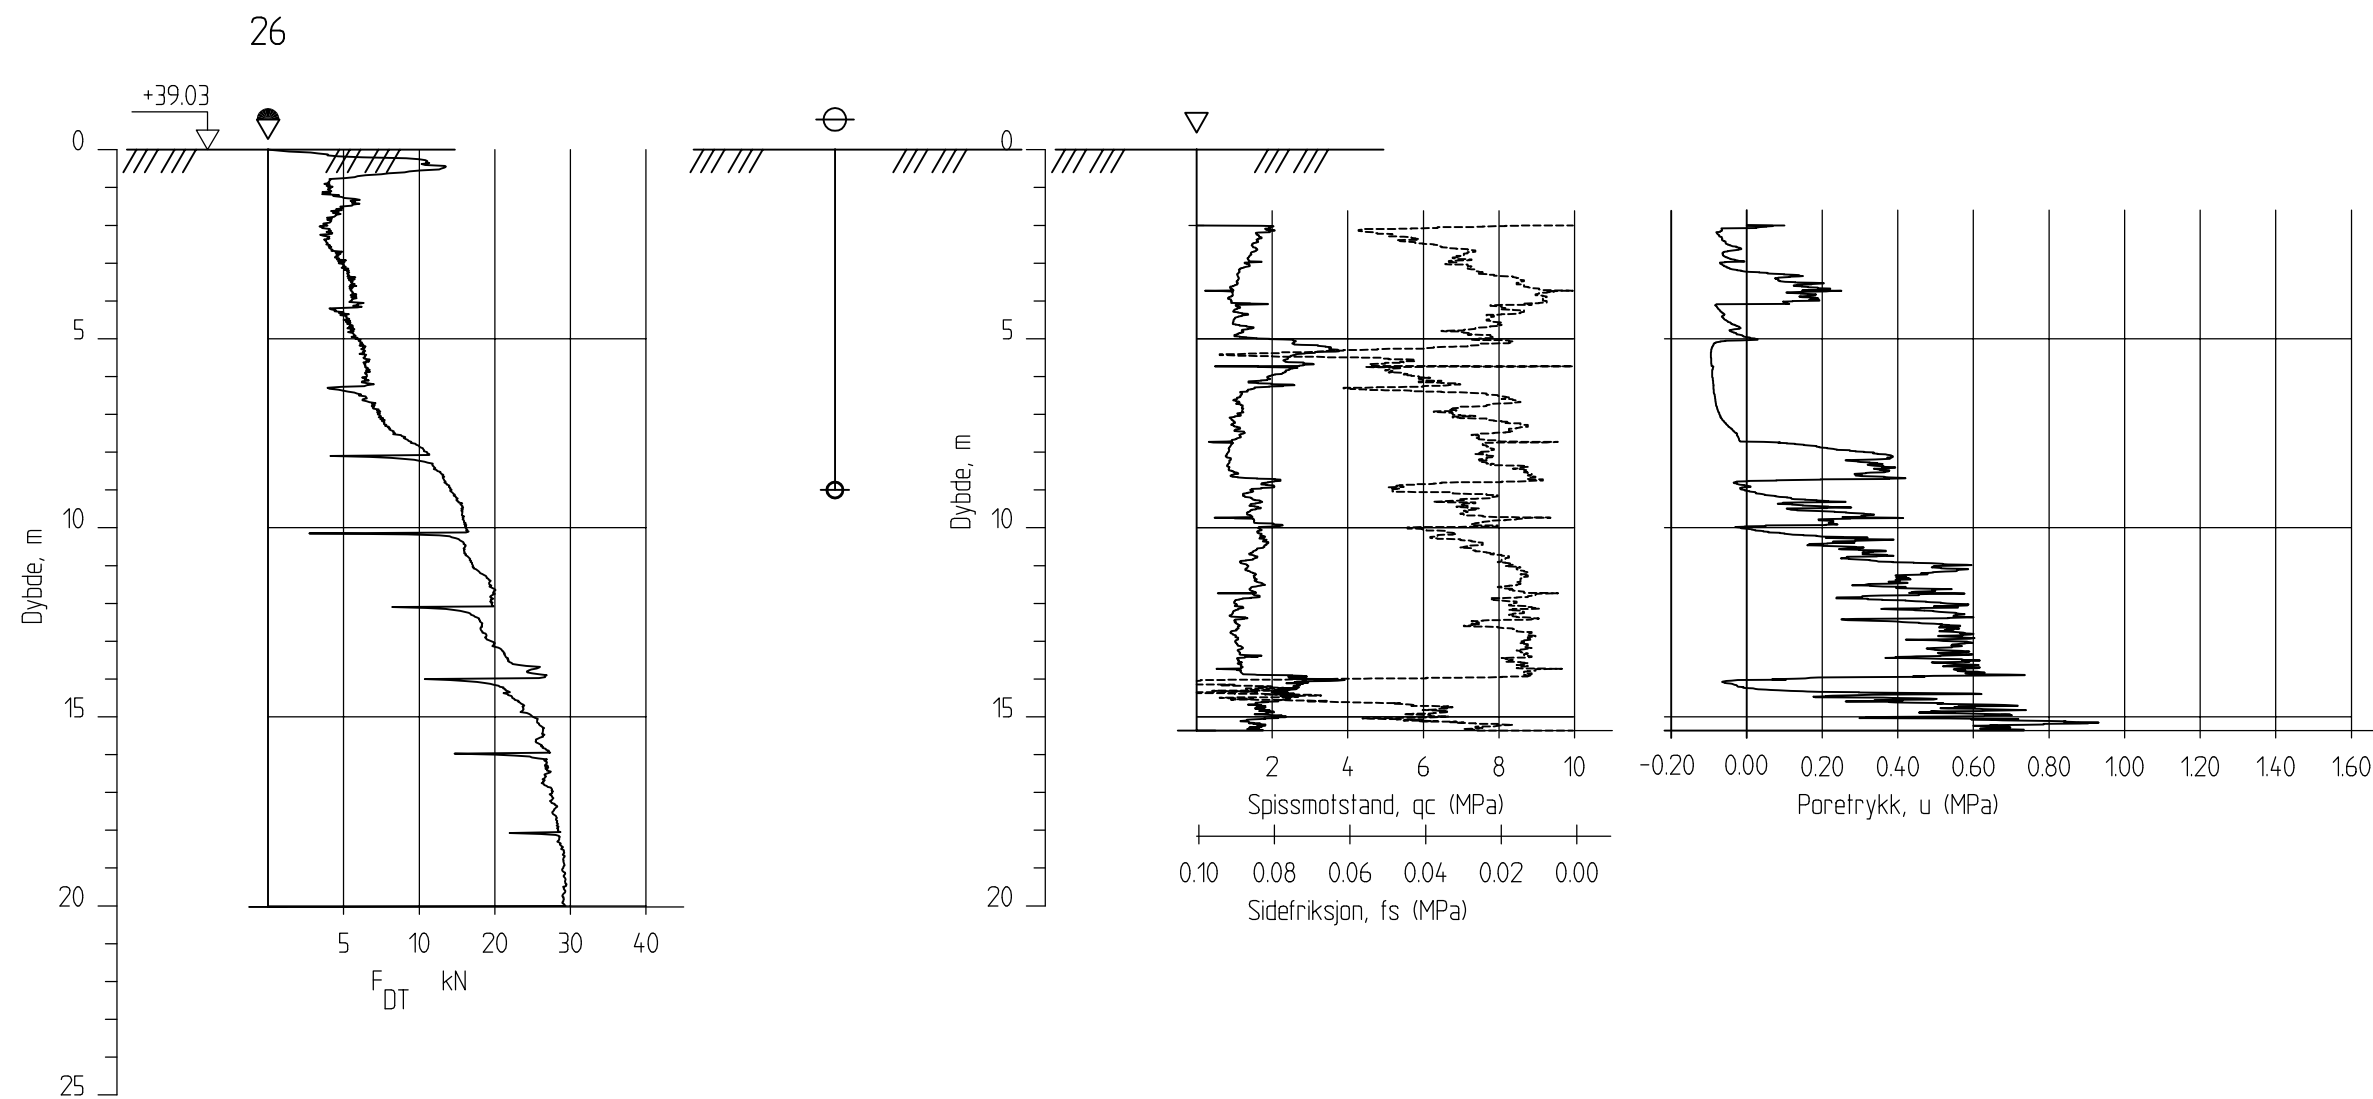 26
+39.03
0
5
10
15
20
25
Dybde, m
5 10 20 30 40
F DT kN
0
5
10
15
20
Dybde, m
2 4 6 8 10
Spissmotstand, qc (MPa)
0.10 0.08 0.06 0.04 0.02 0.00
Sidefriksjon, fs (MPa)
-0.20 0.00 0.20 0.40 0.60 0.80 1.00 1.20 1.40 1.60
Poretrykk, u (MPa)